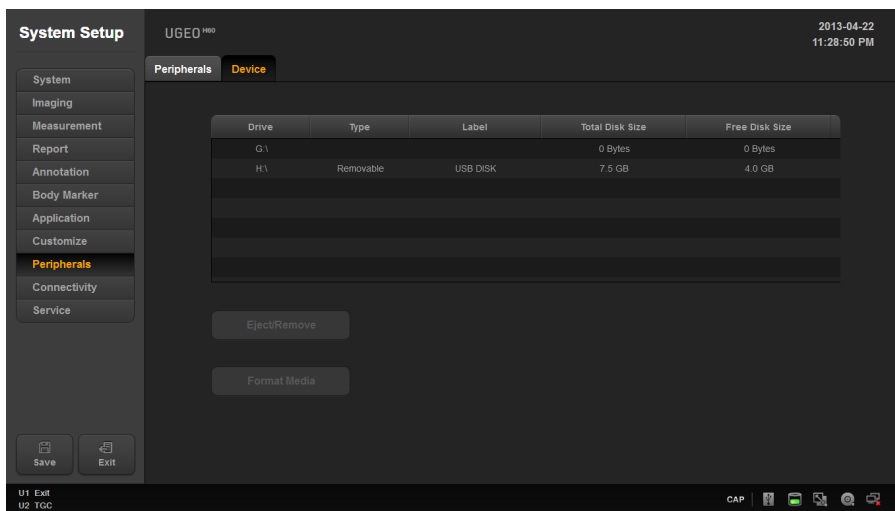 System Setup
UGEO H60
2013-04-22
11:28:50 PM
Peripherals Device
System
Imaging
Measurement
Report
Annotation
Body Marker
Application
Customize
Peripherals
Connectivity
Service
Drive Type Label Total Disk Size Free Disk Size
G:\ 0 Bytes 0 Bytes
H:\ Removable USB DISK 7.5 GB 4.0 GB
Eject/Remove
Format Media
Save Exit
U1 Exit
U2 TGC
CAP